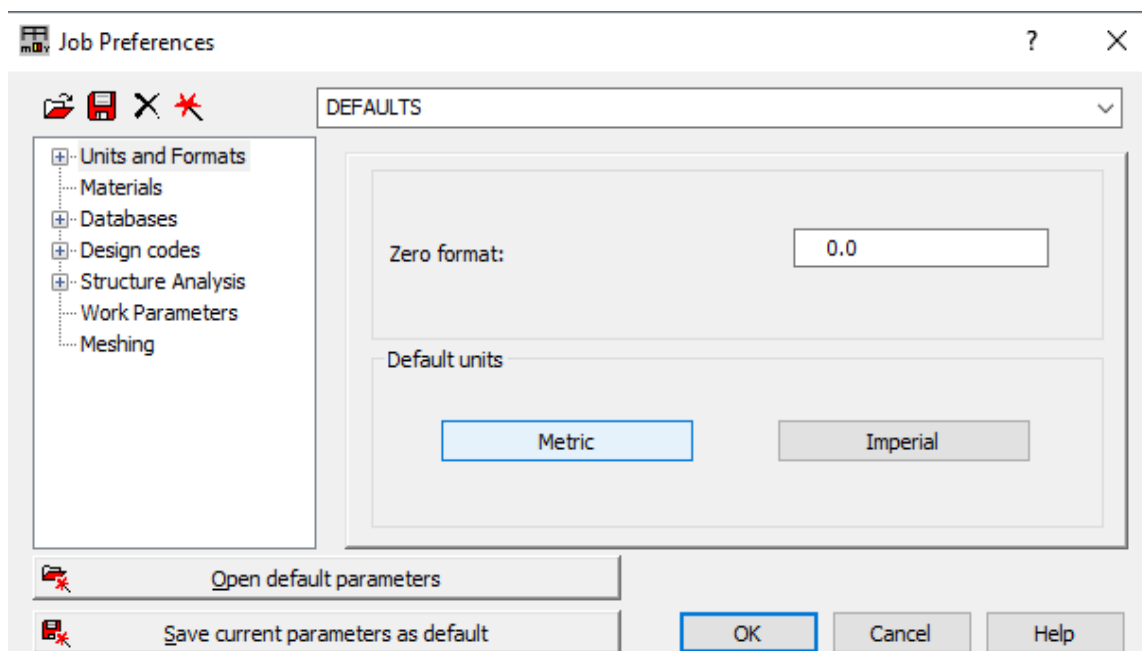 Job Preferences
DEFAULTS
Units and Formats
Materials
Databases
Design codes
Structure Analysis
Work Parameters
Meshing
Zero format:
0.0
Default units
Metric
Imperial
Open default parameters
Save current parameters as default
OK
Cancel
Help